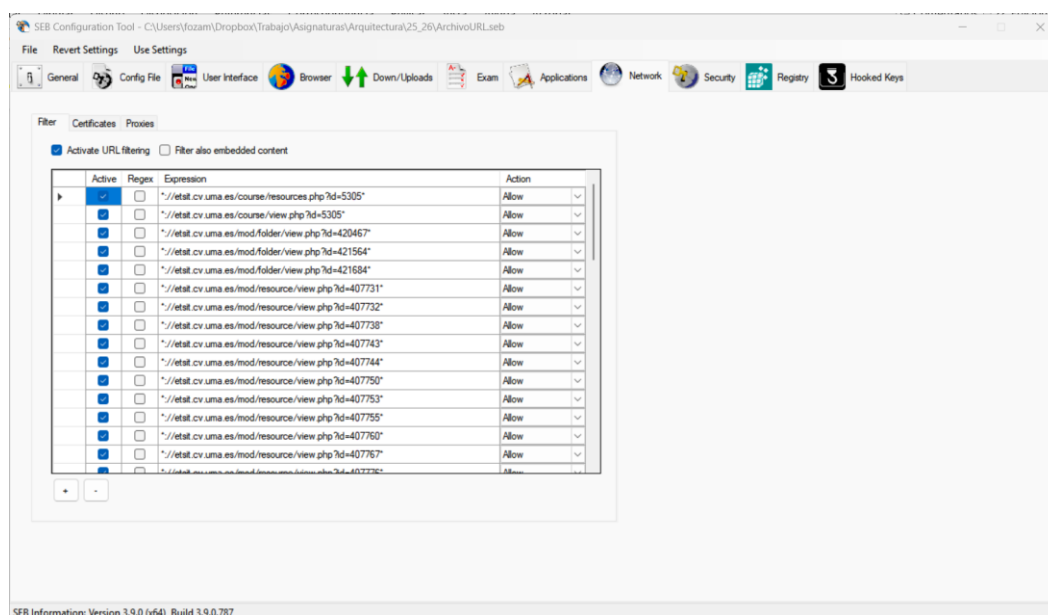 SEB Configuration Tool - C:\Users\fozam\Dropbox\Trabajo\Asignaturas\Arquitectura\25_26\ArchivoURL.seb
File Revert Settings Use Settings
General Config File User Interface Browser Down/Uploads Exam Applications Network Security Registry Hooked Keys
Filter Certificates Proxies
Activate URL filtering Filter also embedded content
Active Regex Expression Action
*://etsit.cv.uma.es/course/resources.php?id=5305* Allow
*://etsit.cv.uma.es/course/view.php?id=5305* Allow
*://etsit.cv.uma.es/mod/folder/view.php?id=420467* Allow
*://etsit.cv.uma.es/mod/folder/view.php?id=421564* Allow
*://etsit.cv.uma.es/mod/folder/view.php?id=421684* Allow
*://etsit.cv.uma.es/mod/resource/view.php?id=407731* Allow
*://etsit.cv.uma.es/mod/resource/view.php?id=407732* Allow
*://etsit.cv.uma.es/mod/resource/view.php?id=407738* Allow
*://etsit.cv.uma.es/mod/resource/view.php?id=407743* Allow
*://etsit.cv.uma.es/mod/resource/view.php?id=407744* Allow
*://etsit.cv.uma.es/mod/resource/view.php?id=407750* Allow
*://etsit.cv.uma.es/mod/resource/view.php?id=407753* Allow
*://etsit.cv.uma.es/mod/resource/view.php?id=407755* Allow
*://etsit.cv.uma.es/mod/resource/view.php?id=407760* Allow
*://etsit.cv.uma.es/mod/resource/view.php?id=407767* Allow
+ -
SEB Information: Version 3.9.0 (x64), Build 3.9.0.787